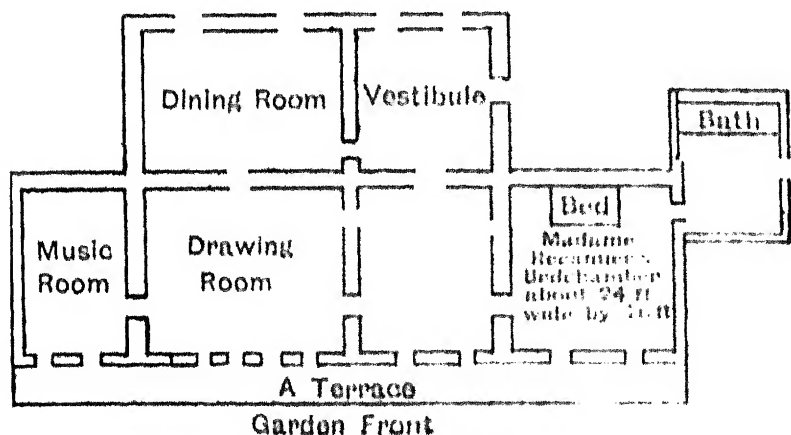 Dining Room
Vestibule
Bath
Music
Room
Drawing
Room
Bed
Madame
Recamier's
Bedchamber
about 24 ft
wide by
A Terrace
Garden Front